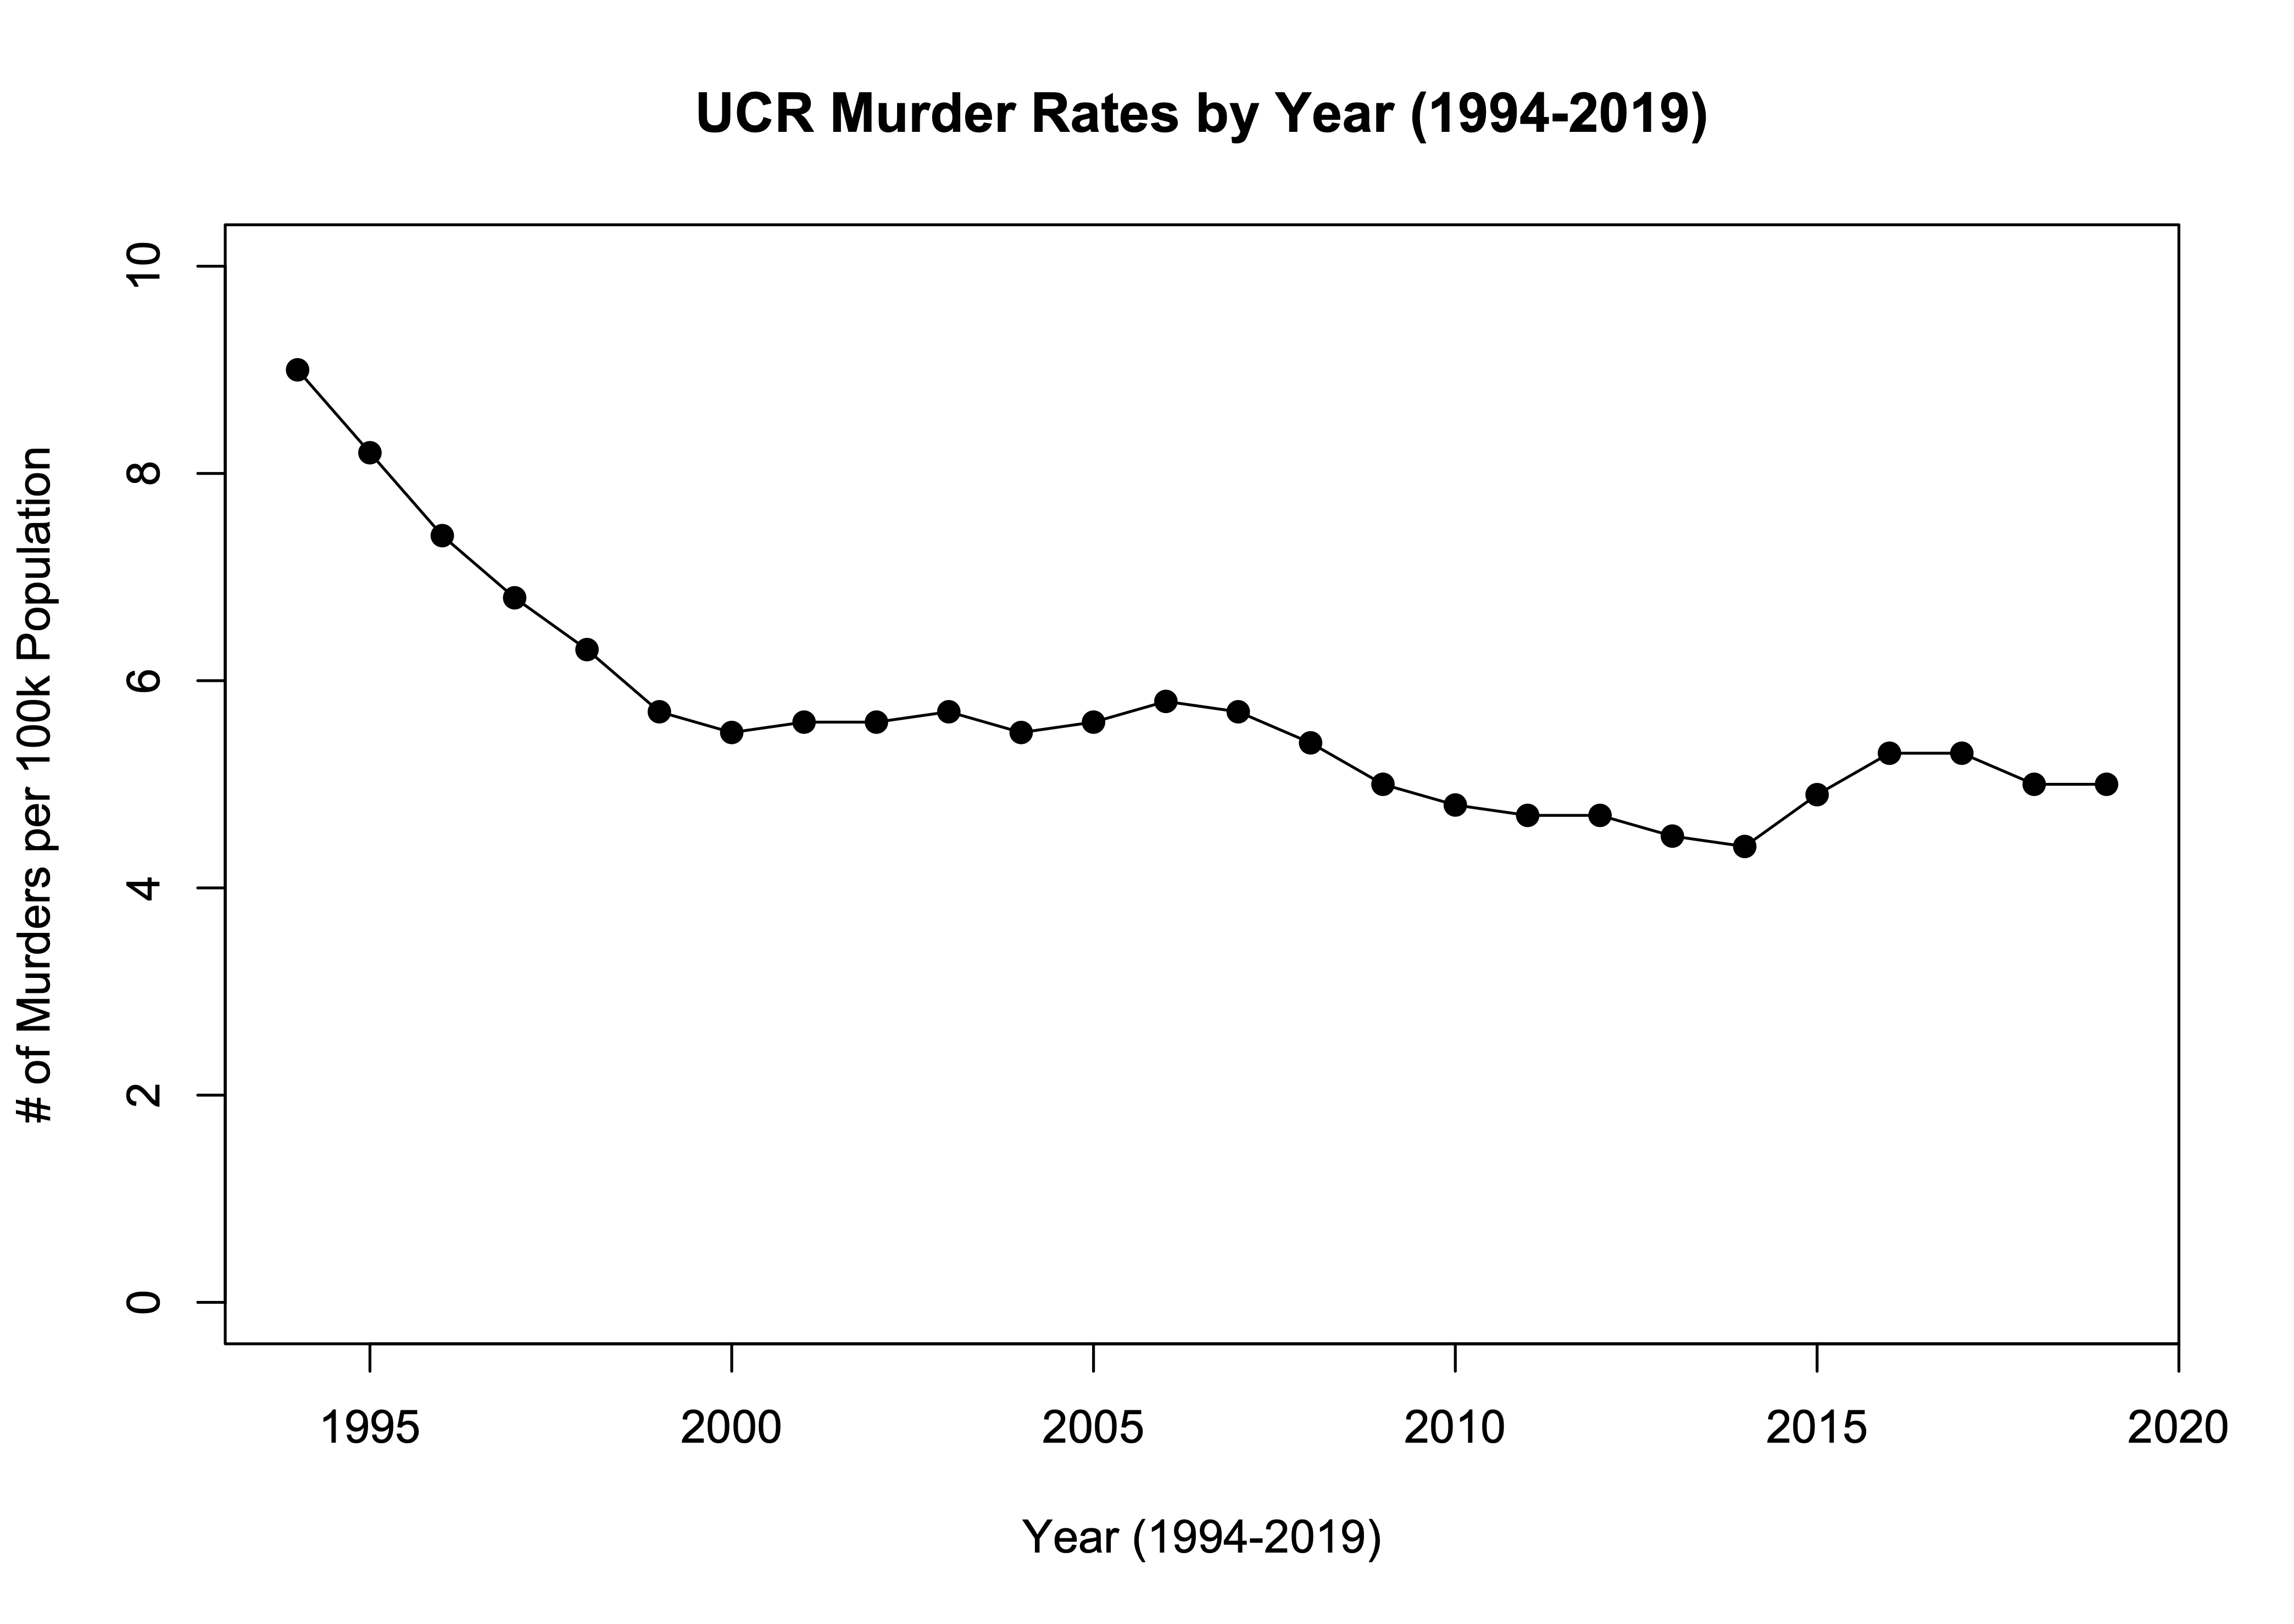 UCR Murder Rates by Year (1994-2019)
# of Murders per 100k Population
10
8
6
4
2
0
1995 2000 2005 2010 2015 2020
Year (1994-2019)